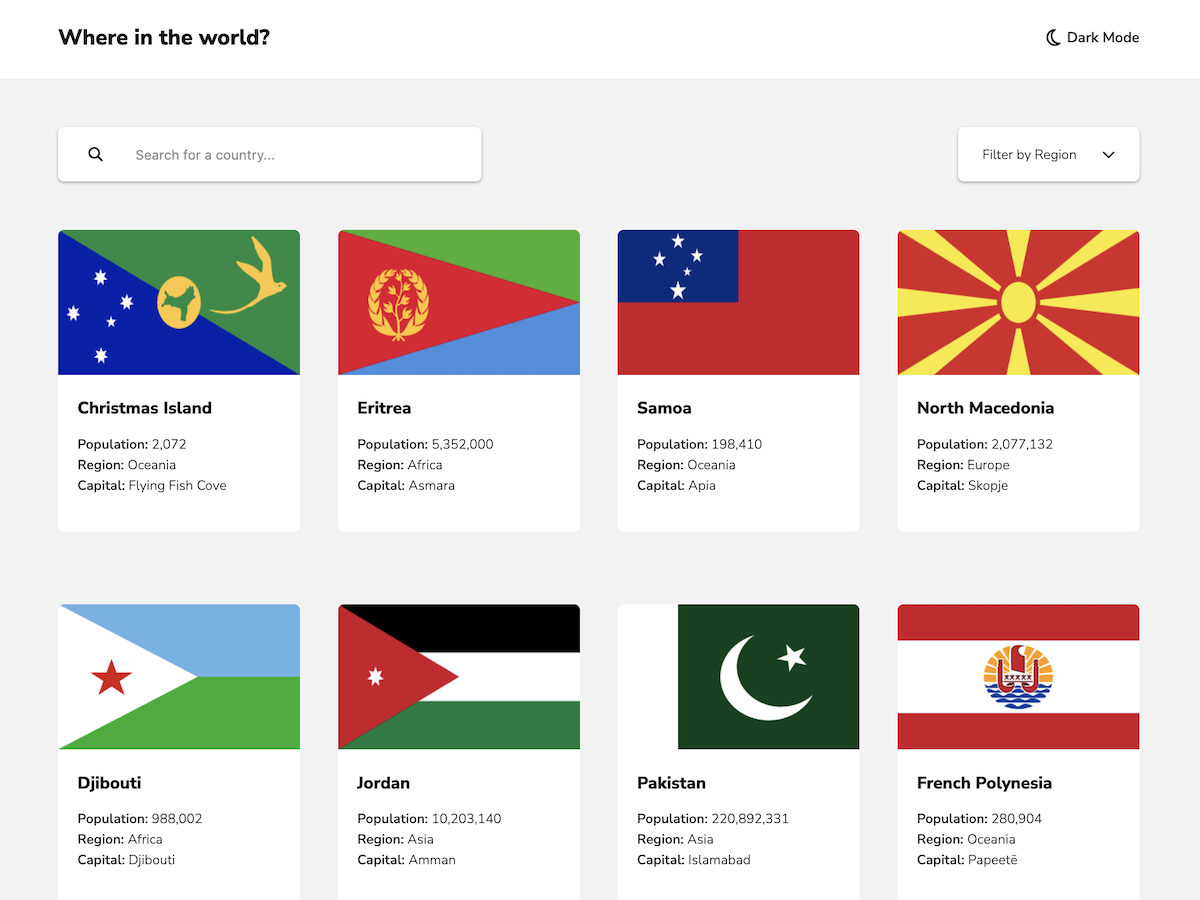 Where in the world?
Dark Mode
Search for a country...
Filter by Region
Christmas Island
Population: 2,072
Region: Oceania
Capital: Flying Fish Cove
Eritrea
Population: 5,352,000
Region: Africa
Capital: Asmara
Samoa
Population: 198,410
Region: Oceania
Capital: Apia
North Macedonia
Population: 2,077,132
Region: Europe
Capital: Skopje
Djibouti
Population: 988,002
Region: Africa
Capital: Djibouti
Jordan
Population: 10,203,140
Region: Asia
Capital: Amman
Pakistan
Population: 220,892,331
Region: Asia
Capital: Islamabad
French Polynesia
Population: 280,904
Region: Oceania
Capital: Papeetē